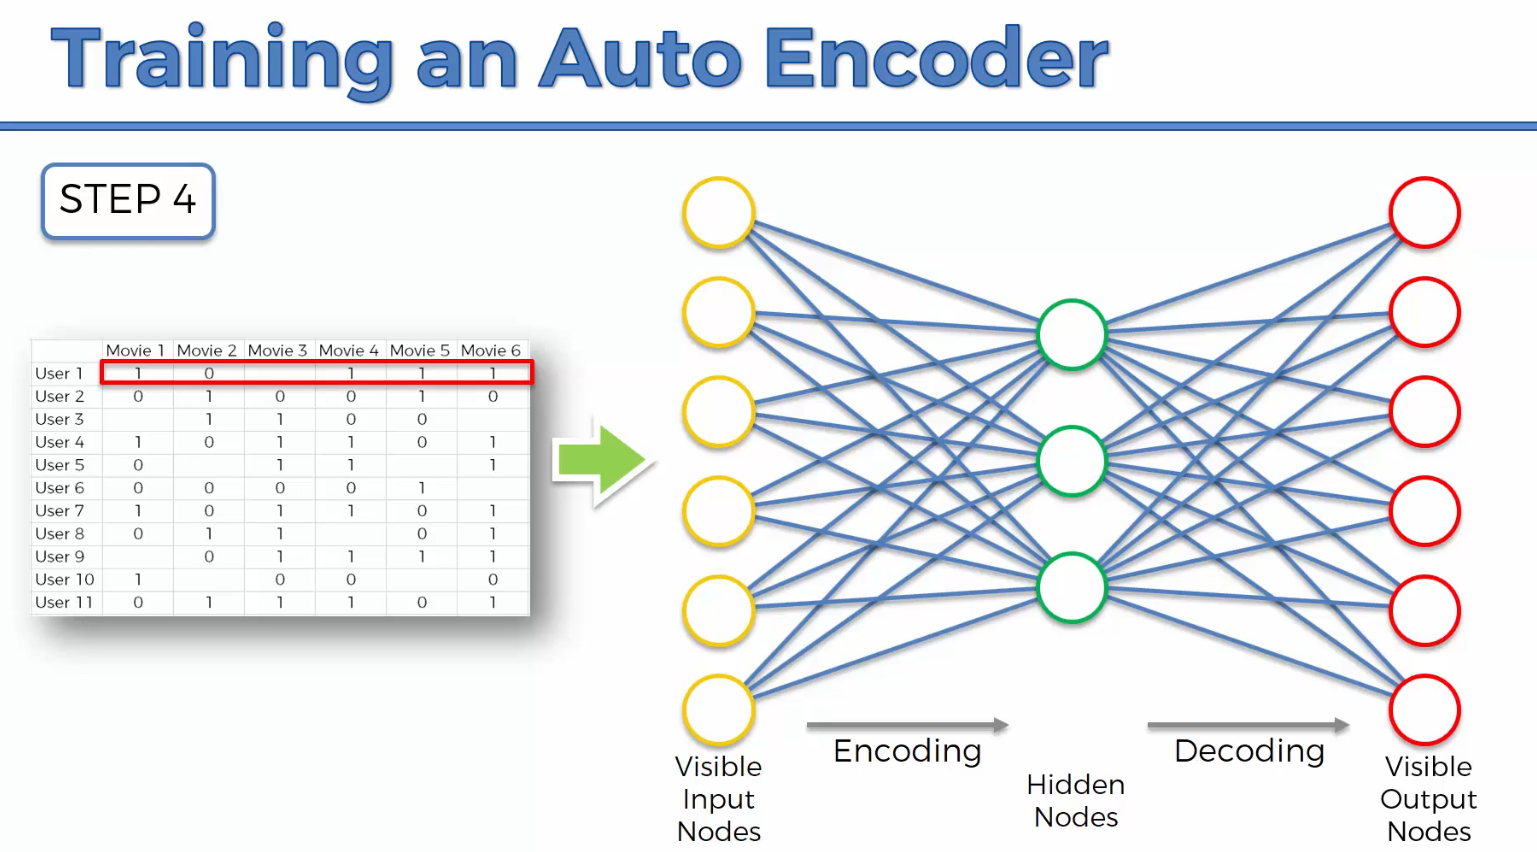 Training an Auto Encoder
STEP 4
Movie 1 Movie 2 Movie 3 Movie 4 Movie 5 Movie 6
User 1 1 0 1 1 1
User 2 0 1 0 0 1 0
User 3 1 1 0 0
User 4 1 0 1 1 0 1
User 5 0 1 1 1
User 6 0 0 0 0 1
User 7 1 0 1 1 0 1
User 8 0 1 1 0 1
User 9 0 1 1 1 1
User 10 1 0 0 0
User 11 0 1 1 1 0 1
Encoding
Decoding
Visible
Input
Nodes
Hidden
Nodes
Visible
Output
Nodes